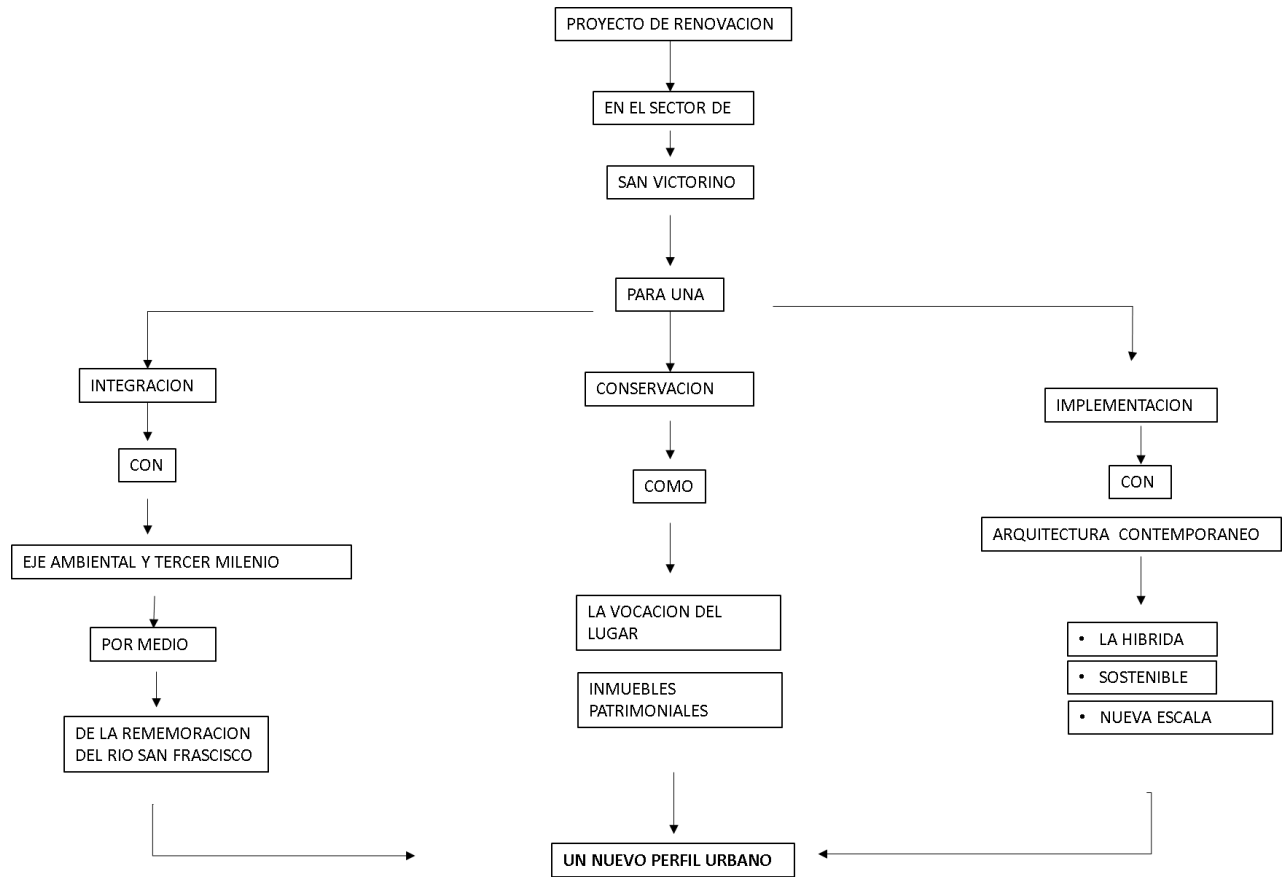 PROYECTO DE RENOVACION
EN EL SECTOR DE
SAN VICTORINO
PARA UNA
INTEGRACION
CON
EJE AMBIENTAL Y TERCER MILENIO
POR MEDIO
DE LA REMEMORACION
DEL RIO SAN FRASCISCO
CONSERVACION
COMO
LA VOCACION DEL
LUGAR
INMUEBLES
PATRIMONIALES
IMPLEMENTACION
CON
ARQUITECTURA CONTEMPORANEO
• LA HIBRIDA
• SOSTENIBLE
• NUEVA ESCALA
UN NUEVO PERFIL URBANO